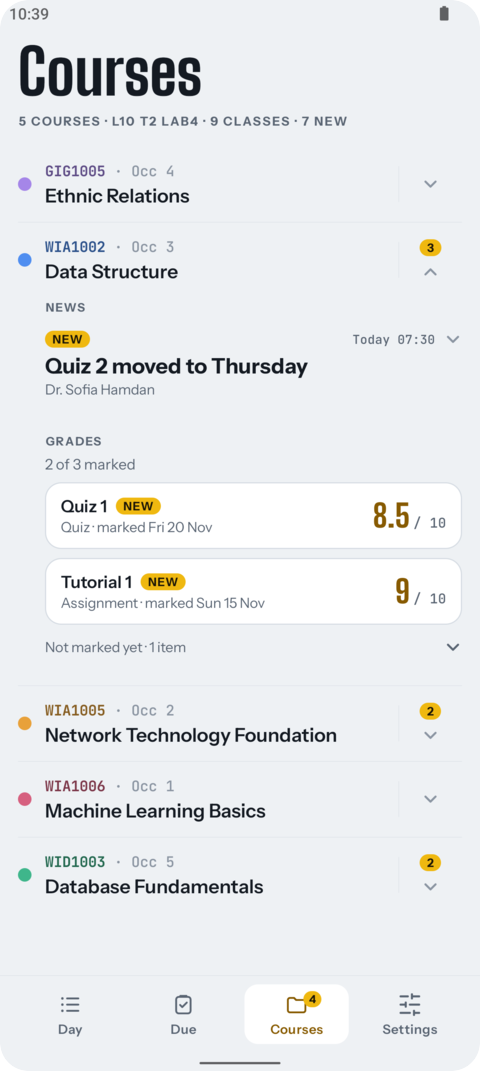 10:39
Courses
5 COURSES · L10 T2 LAB4 · 9 CLASSES · 7 NEW
GIG1005 · Occ 4
Ethnic Relations
WIA1002 · Occ 3
3
Data Structure
NEWS
NEW
Today 07:30
Quiz 2 moved to Thursday
Dr. Sofia Hamdan
GRADES
2 of 3 marked
Quiz 1 NEW
Quiz · marked Fri 20 Nov
8.5 / 10
Tutorial 1 NEW
Assignment · marked Sun 15 Nov
9 / 10
Not marked yet · 1 item
WIA1005 · Occ 2
2
Network Technology Foundation
WIA1006 · Occ 1
Machine Learning Basics
WID1003 · Occ 5
2
Database Fundamentals
4
Day
Due
Courses
Settings